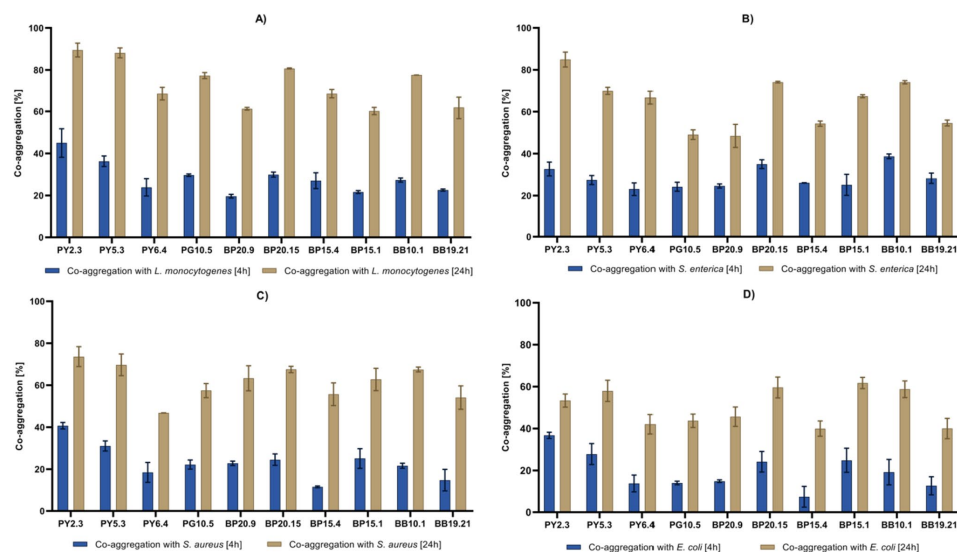 A)
Co-aggregation [%]
100
80
60
40
20
0
PY2.3 PY5.3 PY6.4 PG10.5 BP20.9 BP20.15 BP15.4 BP15.1 BB10.1 BB19.21
Co-aggregation with L. monocytogenes [4h] Co-aggregation with L. monocytogenes [24h]
B)
Co-aggregation [%]
100
80
60
40
20
0
PY2.3 PY5.3 PY6.4 PG10.5 BP20.9 BP20.15 BP15.4 BP15.1 BB10.1 BB19.21
Co-aggregation with S. enterica [4h] Co-aggregation with S. enterica [24h]
C)
Co-aggregation [%]
100
80
60
40
20
0
PY2.3 PY5.3 PY6.4 PG10.5 BP20.9 BP20.15 BP15.4 BP15.1 BB10.1 BB19.21
Co-aggregation with S. aureus [4h] Co-aggregation with S. aureus [24h]
D)
Co-aggregation [%]
100
80
60
40
20
0
PY2.3 PY5.3 PY6.4 PG10.5 BP20.9 BP20.15 BP15.4 BP15.1 BB10.1 BB19.21
Co-aggregation with E. coli [4h] Co-aggregation with E. coli [24h]